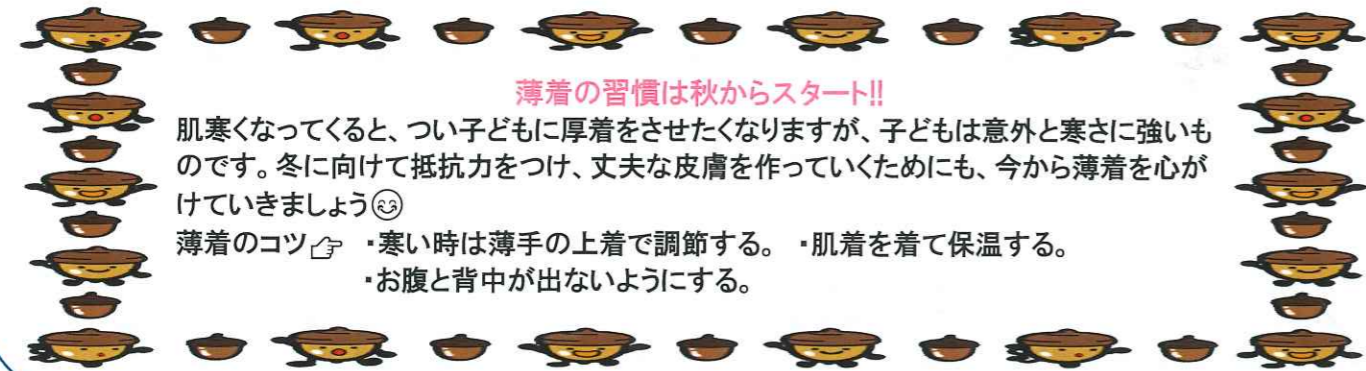 薄着の習慣は秋からスタート!!
肌寒くなってくると、つい子どもに厚着をさせたくなりますが、子どもは意外と寒さに強いも
のです。冬に向けて抵抗力をつけ、丈夫な皮膚を作っていくためにも、今から薄着を心が
けていきましょう😊
薄着のコツ👉 ・寒い時は薄手の上着で調節する。 ・肌着を着て保温する。
・お腹と背中が出ないようにする。